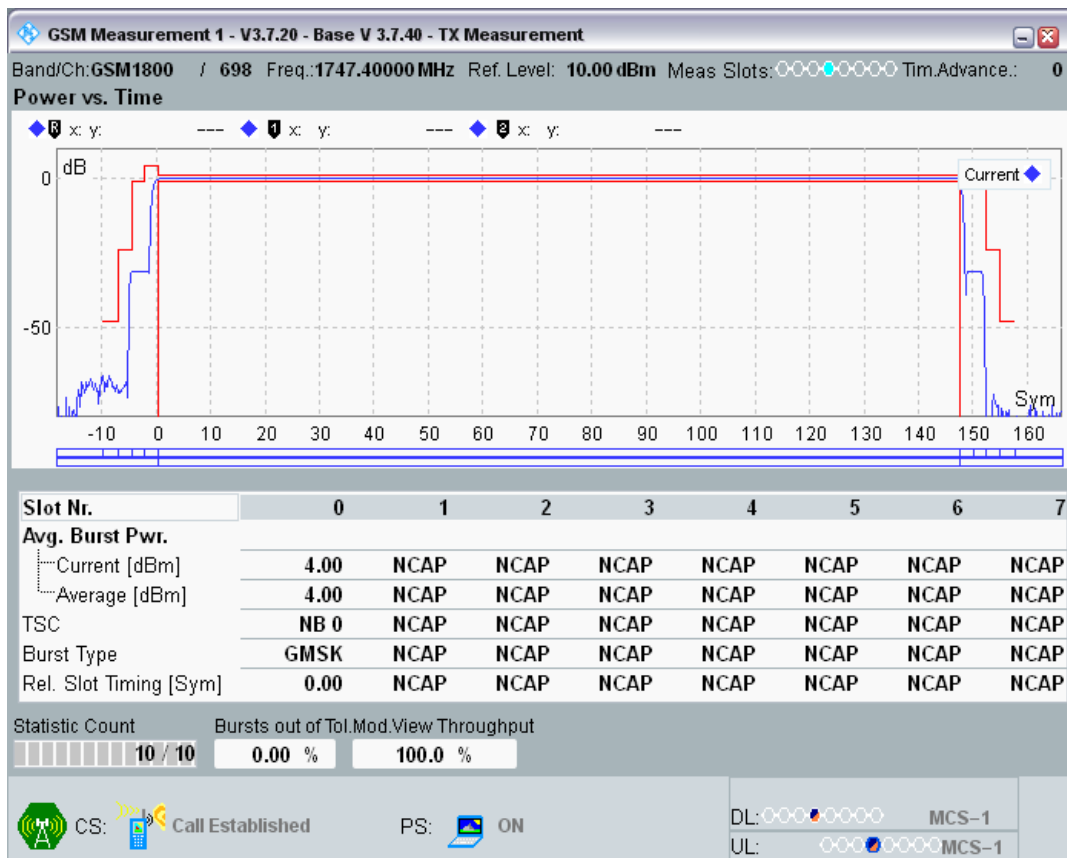 GSM Measurement 1 - V3.7.20 - Base V 3.7.40 - TX Measurement
Band/Ch:GSM1800 / 698 Freq.:1747.40000 MHz Ref. Level: 10.00 dBm Meas Slots: Tim.Advance.: 0
Power vs. Time
R x: y: --- 1 x: y: --- 2 x: y: ---
dB
Current
0
-50
Sym
-10 0 10 20 30 40 50 60 70 80 90 100 110 120 130 140 150 160
Slot Nr. 0 1 2 3 4 5 6 7
Avg. Burst Pwr.
Current [dBm] 4.00 NCAP NCAP NCAP NCAP NCAP NCAP NCAP
Average [dBm] 4.00 NCAP NCAP NCAP NCAP NCAP NCAP NCAP
TSC NB 0 NCAP NCAP NCAP NCAP NCAP NCAP NCAP
Burst Type GMSK NCAP NCAP NCAP NCAP NCAP NCAP NCAP
Rel. Slot Timing [Sym] 0.00 NCAP NCAP NCAP NCAP NCAP NCAP NCAP
Statistic Count Bursts out of Tol. Mod.View Throughput
10 / 10 0.00 % 100.0 %
CS: Call Established PS: ON
DL: MCS-1
UL: MCS-1